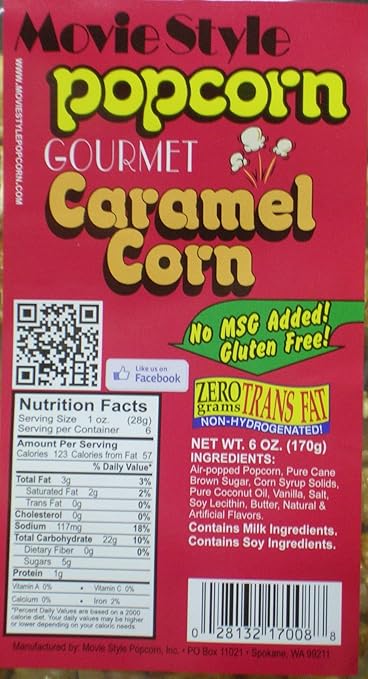 Movie Style
popcorn
GOURMET
Caramel
Corn
WWW.MOVIESTYLEPOPCORN.COM
No MSG Added!
Gluten Free!
Like us on
Facebook
ZERO
grams
TRANS FAT
NON-HYDROGENATED!
Nutrition Facts
Serving Size 1 oz. (28g)
Serving per Container 6
Amount Per Serving
Calories 123 Calories from Fat 57
% Daily Value*
Total Fat 3g 3%
Saturated Fat 2g 2%
Trans Fat 0g 0%
Cholesterol 0g 0%
Sodium 117mg 18%
Total Carbohydrate 22g 10%
Dietary Fiber 0g 0%
Sugars 5g
Protein 1g
Vitamin A 0% • Vitamin C 0%
Calcium 0% • Iron 2%
*Percent Daily Values are based on a 2500
calorie diet. Your daily values may be higher
or lower depending on your caloric needs.
NET WT. 6 OZ. (170g)
INGREDIENTS:
Air-popped Popcorn, Pure Cane
Brown Sugar, Corn Syrup Solids,
Pure Coconut Oil, Vanilla, Salt,
Soy Lecithin, Butter, Natural &
Artificial Flavors.
Contains Milk Ingredients.
Contains Soy Ingredients.
0 28132 17008 8
Manufactured by: Movie Style Popcorn, Inc. • PO Box 11021 • Spokane, WA 99211